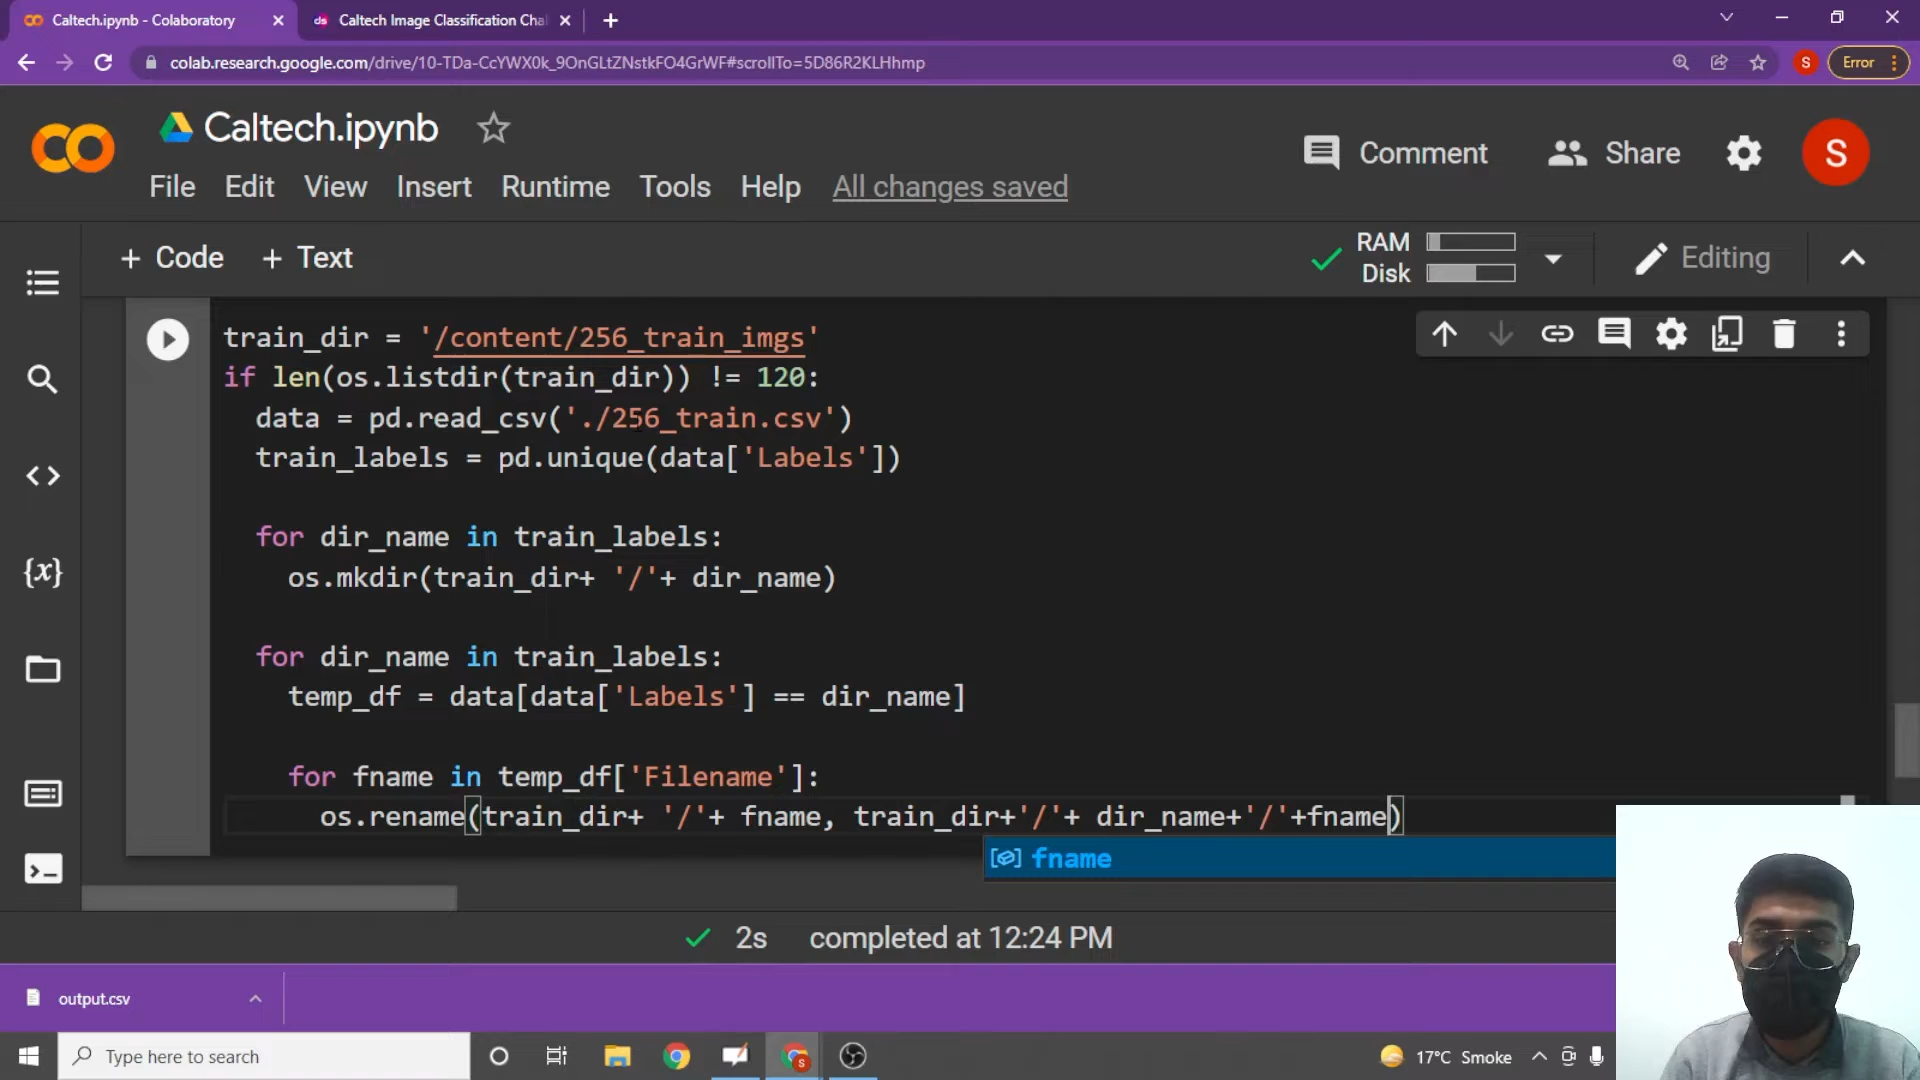 Caltech.ipynb - Colaboratory
ds Caltech Image Classification Cha
colab.research.google.com/drive/10-TDa-CcYWX0k_9OnGLtZNstkFO4GrWF#scrollTo=5D86R2KLHhmp
S
Error
Caltech.ipynb
Comment
Share
S
File Edit View Insert Runtime Tools Help All changes saved
+ Code + Text
RAM
Disk
Editing
train_dir = '/content/256_train_imgs'
if len(os.listdir(train_dir)) != 120:
data = pd.read_csv('./256_train.csv')
train_labels = pd.unique(data['Labels'])
for dir_name in train_labels:
os.mkdir(train_dir+ '/'+ dir_name)
for dir_name in train_labels:
temp_df = data[data['Labels'] == dir_name]
for fname in temp_df['Filename']:
os.rename(train_dir+ '/'+ fname, train_dir+'/'+ dir_name+'/'+fname)
fname
{x}
2s completed at 12:24 PM
output.csv
Type here to search
S
17°C Smoke